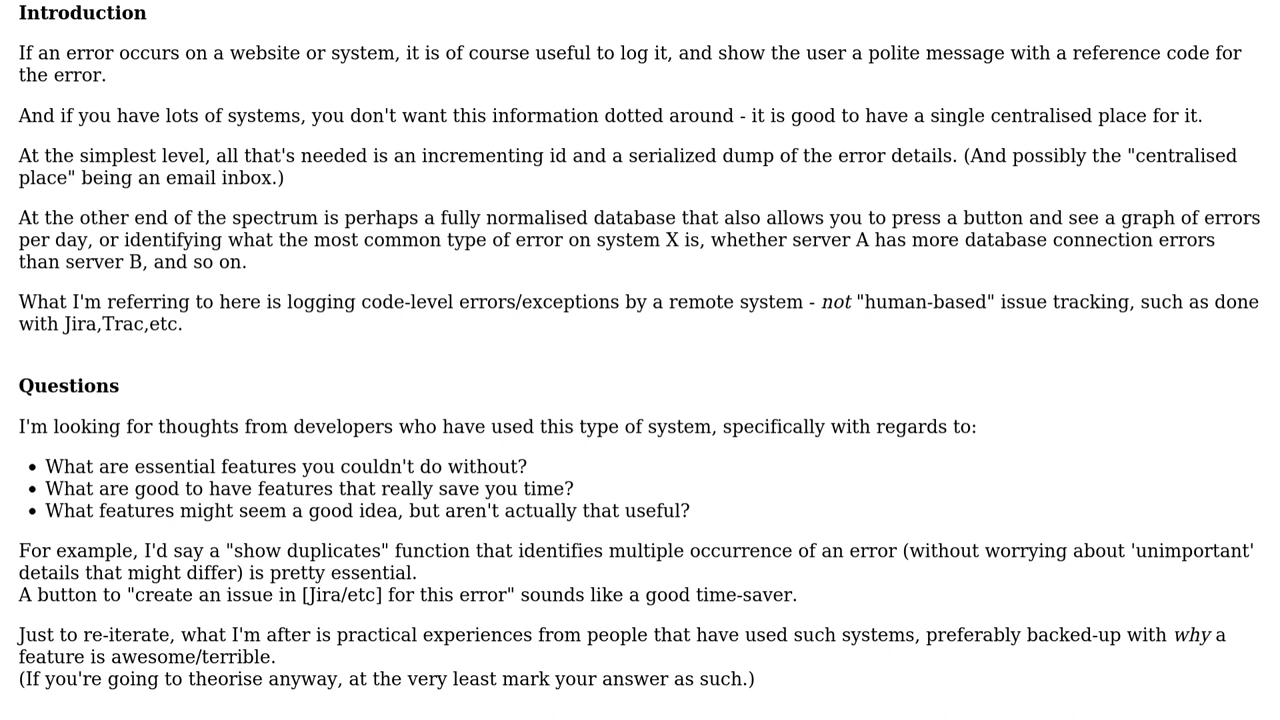 Introduction
If an error occurs on a website or system, it is of course useful to log it, and show the user a polite message with a reference code for
the error.
And if you have lots of systems, you don't want this information dotted around - it is good to have a single centralised place for it.
At the simplest level, all that's needed is an incrementing id and a serialized dump of the error details. (And possibly the "centralised
place" being an email inbox.)
At the other end of the spectrum is perhaps a fully normalised database that also allows you to press a button and see a graph of errors
per day, or identifying what the most common type of error on system X is, whether server A has more database connection errors
than server B, and so on.
What I'm referring to here is logging code-level errors/exceptions by a remote system - not "human-based" issue tracking, such as done
with Jira,Trac,etc.
Questions
I'm looking for thoughts from developers who have used this type of system, specifically with regards to:
• What are essential features you couldn't do without?
• What are good to have features that really save you time?
• What features might seem a good idea, but aren't actually that useful?
For example, I'd say a "show duplicates" function that identifies multiple occurrence of an error (without worrying about 'unimportant'
details that might differ) is pretty essential.
A button to "create an issue in [Jira/etc] for this error" sounds like a good time-saver.
Just to re-iterate, what I'm after is practical experiences from people that have used such systems, preferably backed-up with why a
feature is awesome/terrible.
(If you're going to theorise anyway, at the very least mark your answer as such.)